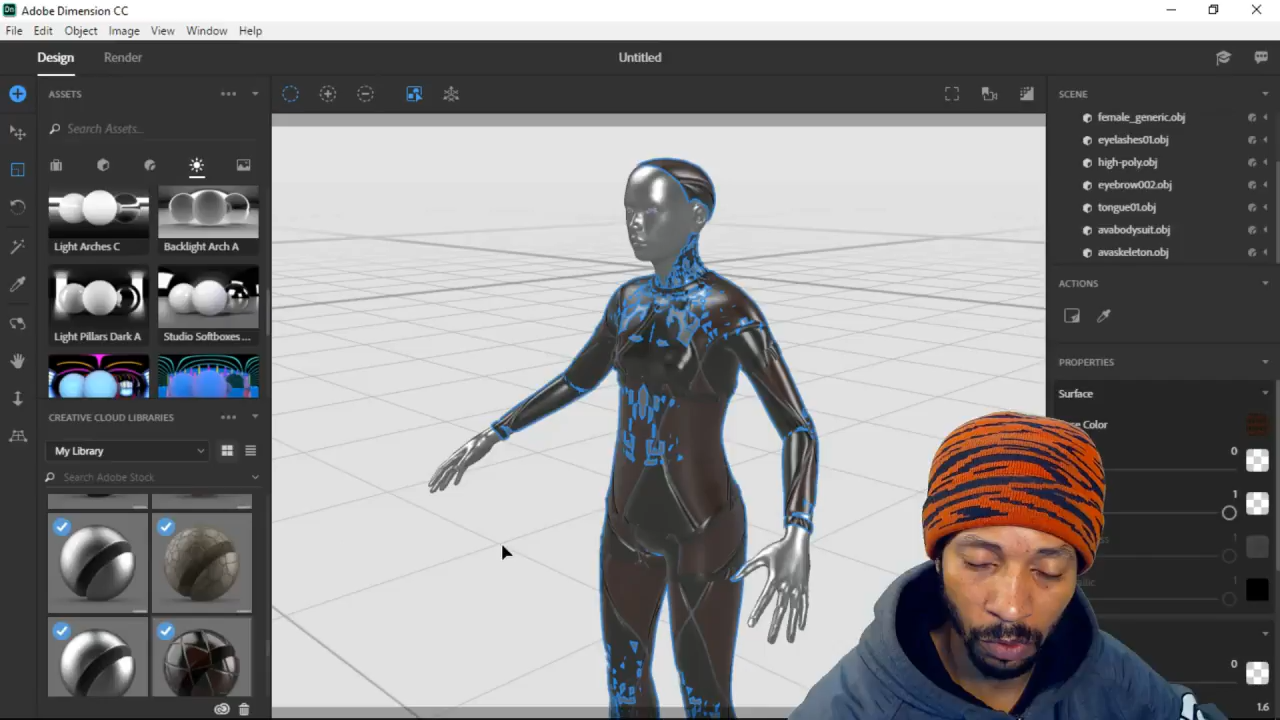 Dn Adobe Dimension CC
File Edit Object Image View Window Help
Design Render Untitled
ASSETS
Search Assets...
Light Arches C Backlight Arch A
Light Pillars Dark A Studio Softboxes ...
CREATIVE CLOUD LIBRARIES
My Library
Search Adobe Stock
SCENE
female_generic.obj
eyelashes01.obj
high-poly.obj
eyebrow002.obj
tongue01.obj
avabodysuit.obj
avaskeleton.obj
ACTIONS
PROPERTIES
Surface
Color
0
1
1
0
1.6